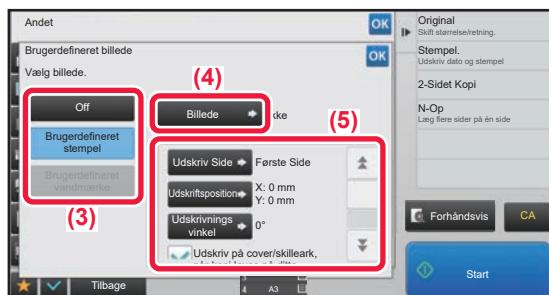 Andet
OK
Brugerdefineret billede
OK
Vælg billede.
(4)
Off
Billede
kke
(5)
Brugerdefineret
stempel
Brugerdefineret
vandmærke
(3)
Udskriv Side
Første Side
Udskriftsposition
X: 0 mm
Y: 0 mm
Udskrivnings
vinkel
0°
Udskriv på cover/skilleark,
Tilbage
4
A3
Original
Skift størrelse/retning.
Stempel.
Udskriv dato og stempel
2-Sidet Kopi
N-Op
Læg flere sider på én side
Forhåndsvis
CA
Start